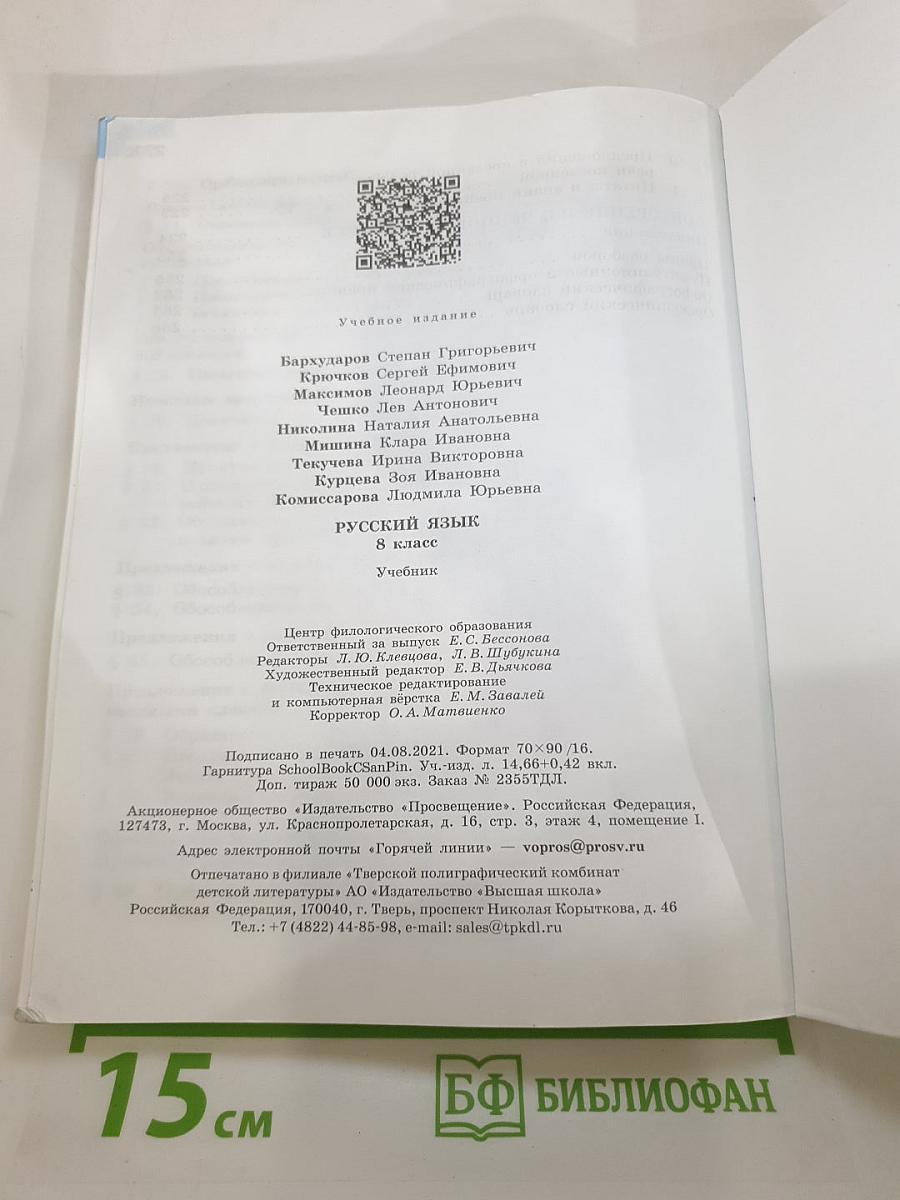 Учебное издание
Бархударов Степан Григорьевич
Крючков Сергей Ефимович
Максимов Леонард Юрьевич
Чешко Лев Антонович
Николина Наталия Анатольевна
Мишина Клара Ивановна
Текучева Ирина Викторовна
Курцева Зоя Ивановна
Комиссарова Людмила Юрьевна
РУССКИЙ ЯЗЫК
8 класс
Учебник
Центр филологического образования
Ответственный за выпуск Е. С. Бессонова
Редакторы Л. Ю. Клевцова, Л. В. Шубукина
Художественный редактор Е. В. Дьячкова
Техническое редактирование
и компьютерная вёрстка Е. М. Завалей
Корректор О. А. Матвиенко
Подписано в печать 04.08.2021. Формат 70×90 /16.
Гарнитура SchoolBookCSanPin. Уч.-изд. л. 14,66+0,42 вкл.
Доп. тираж 50 000 экз. Заказ № 2355ТДЛ.
Акционерное общество «Издательство «Просвещение». Российская Федерация,
127473, г. Москва, ул. Краснопролетарская, д. 16, стр. 3, этаж 4, помещение I.
Адрес электронной почты «Горячей линии» — vopros@prosv.ru
Отпечатано в филиале «Тверской полиграфический комбинат
детской литературы» АО «Издательство «Высшая школа»
Российская Федерация, 170040, г. Тверь, проспект Николая Корыткова, д. 46
Тел.: +7 (4822) 44-85-98, e-mail: sales@tpkdl.ru
15 см
БФ БИБЛИОФАН